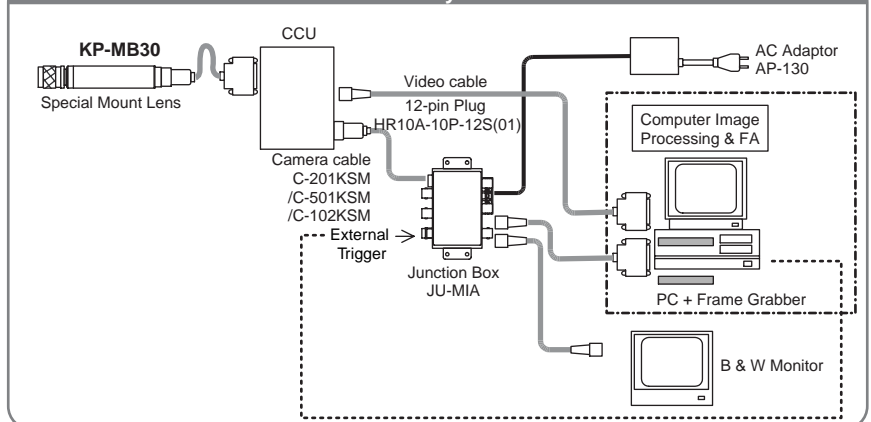 CCU
KP-MB30
Special Mount Lens
Video cable
12-pin Plug
HR10A-10P-12S(01)
AC Adaptor
AP-130
Computer Image
Processing & FA
Camera cable
C-201KSM
/C-501KSM
/C-102KSM
External
Trigger
Junction Box
JU-MIA
PC + Frame Grabber
B & W Monitor